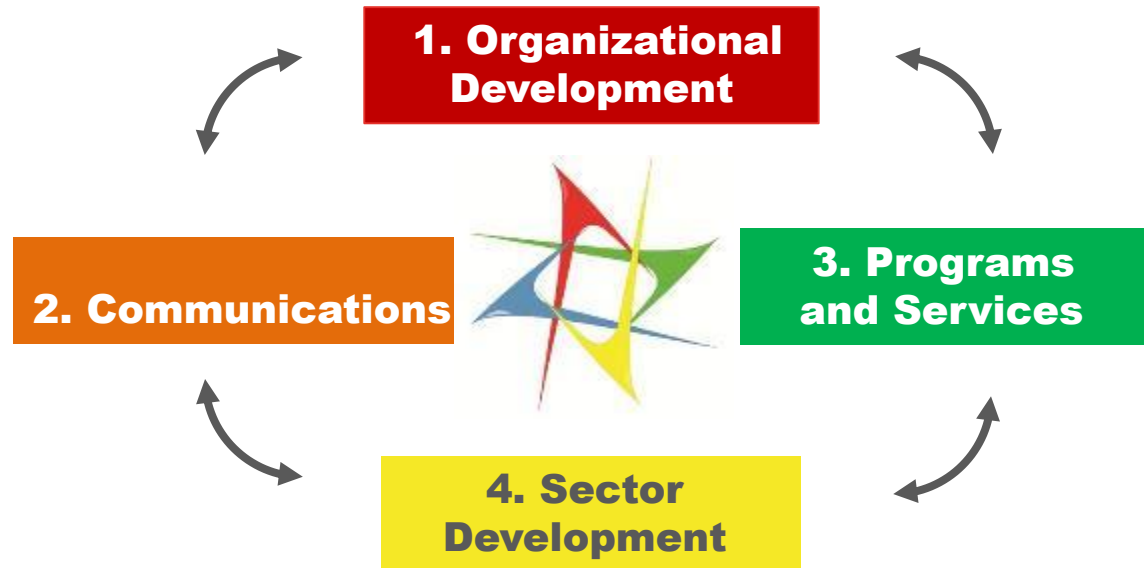 1. Organizational
Development
2. Communications
3. Programs
and Services
4. Sector
Development